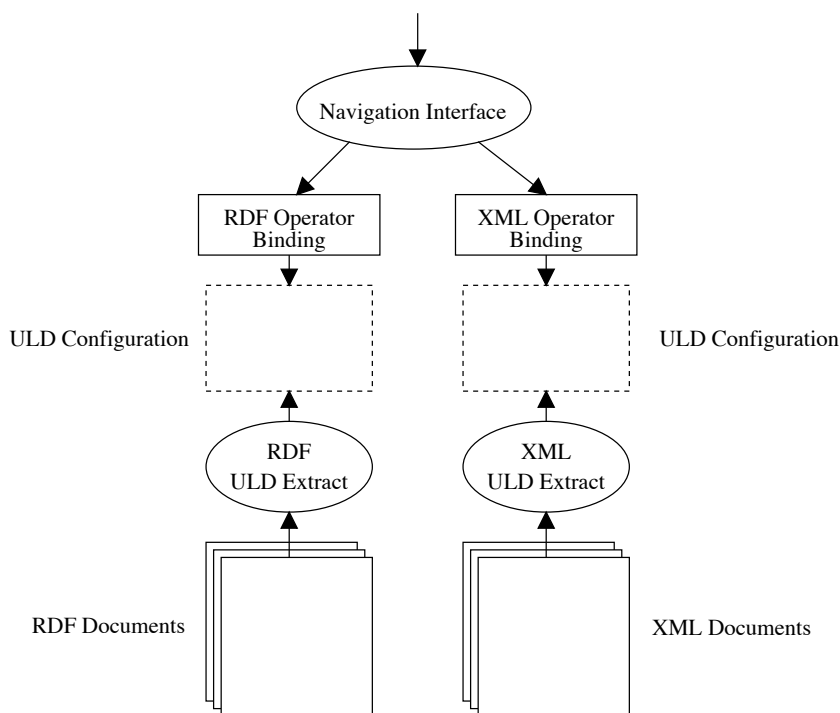 Navigation Interface
RDF Operator
Binding
XML Operator
Binding
ULD Configuration
ULD Configuration
RDF
ULD Extract
XML
ULD Extract
RDF Documents
XML Documents